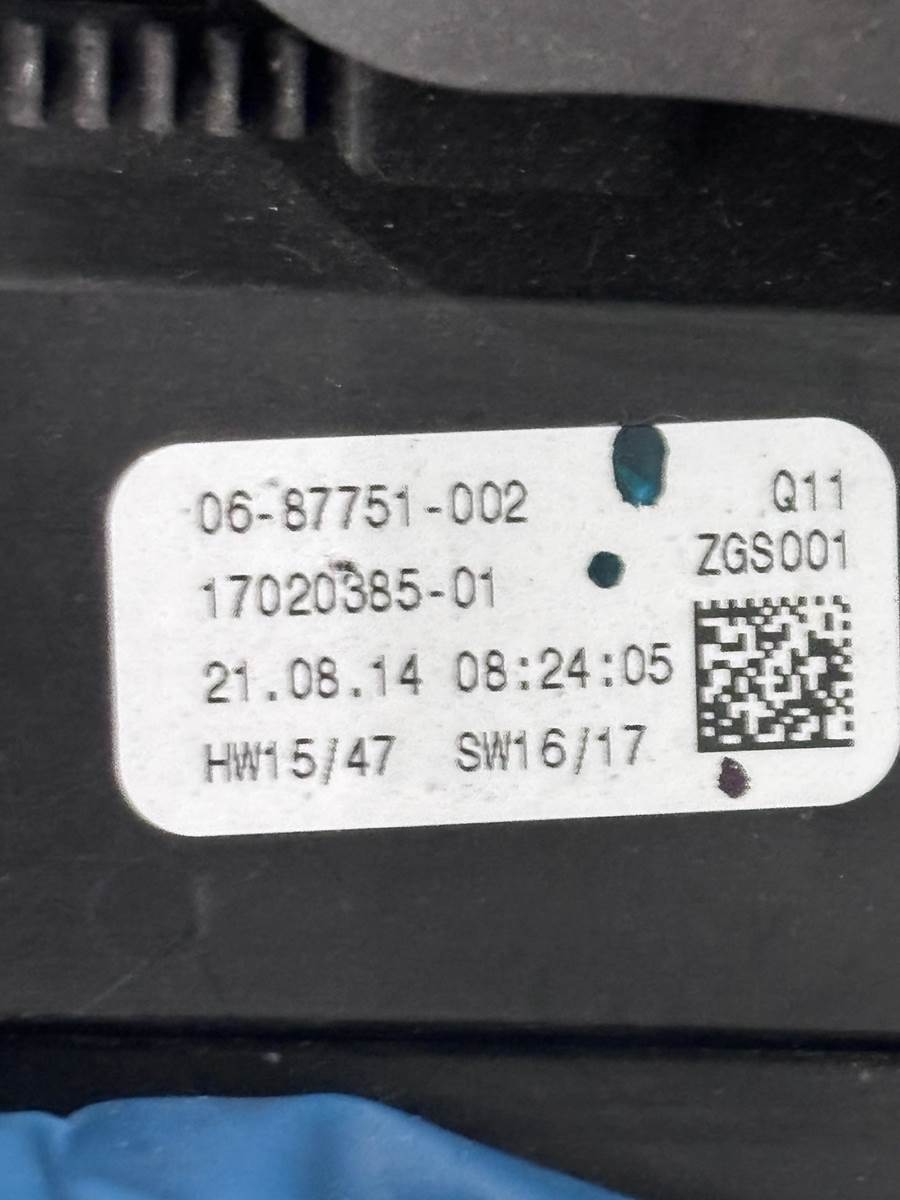 06-87751-002 Q11
17020385-01 ZGS001
21.08.14 08:24:05
HW15/47 SW16/17